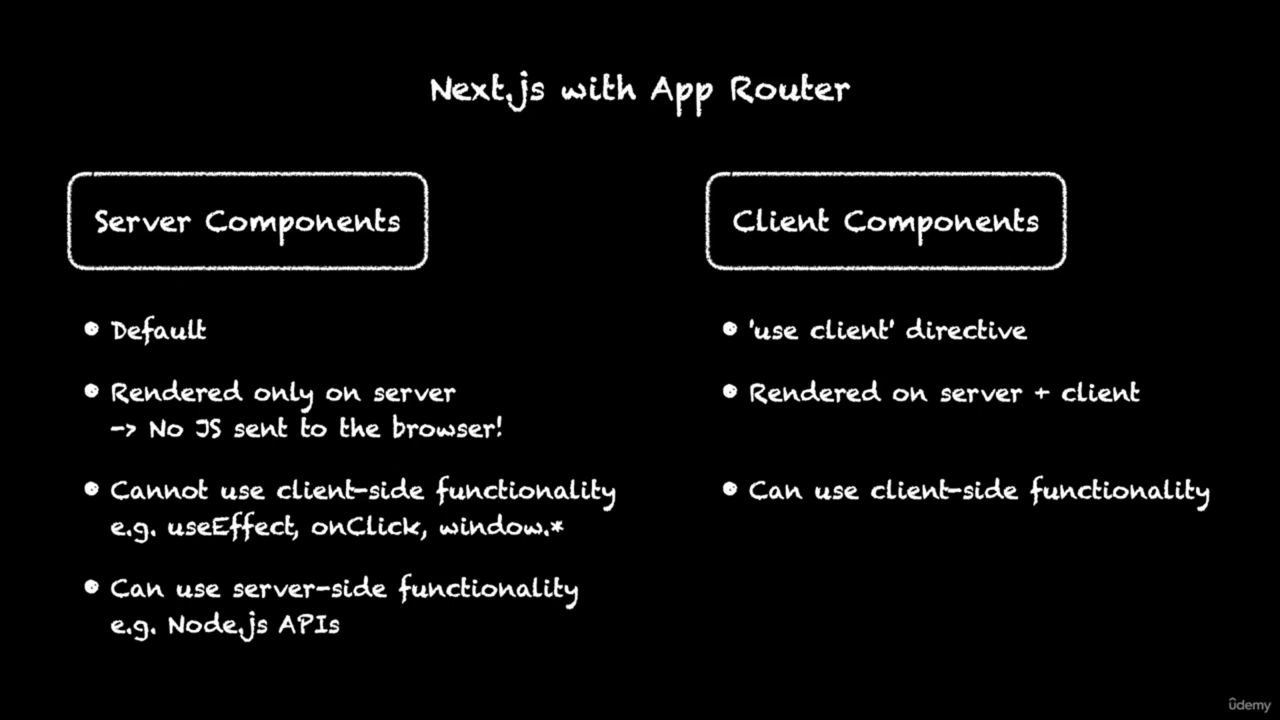 Next.js with App Router
Server Components
• Default
• Rendered only on server
-> No JS sent to the browser!
• Cannot use client-side functionality
e.g. useEffect, onClick, window.*
• Can use server-side functionality
e.g. Node.js APIs
Client Components
• 'use client' directive
• Rendered on server + client
• Can use client-side functionality
ûdemy